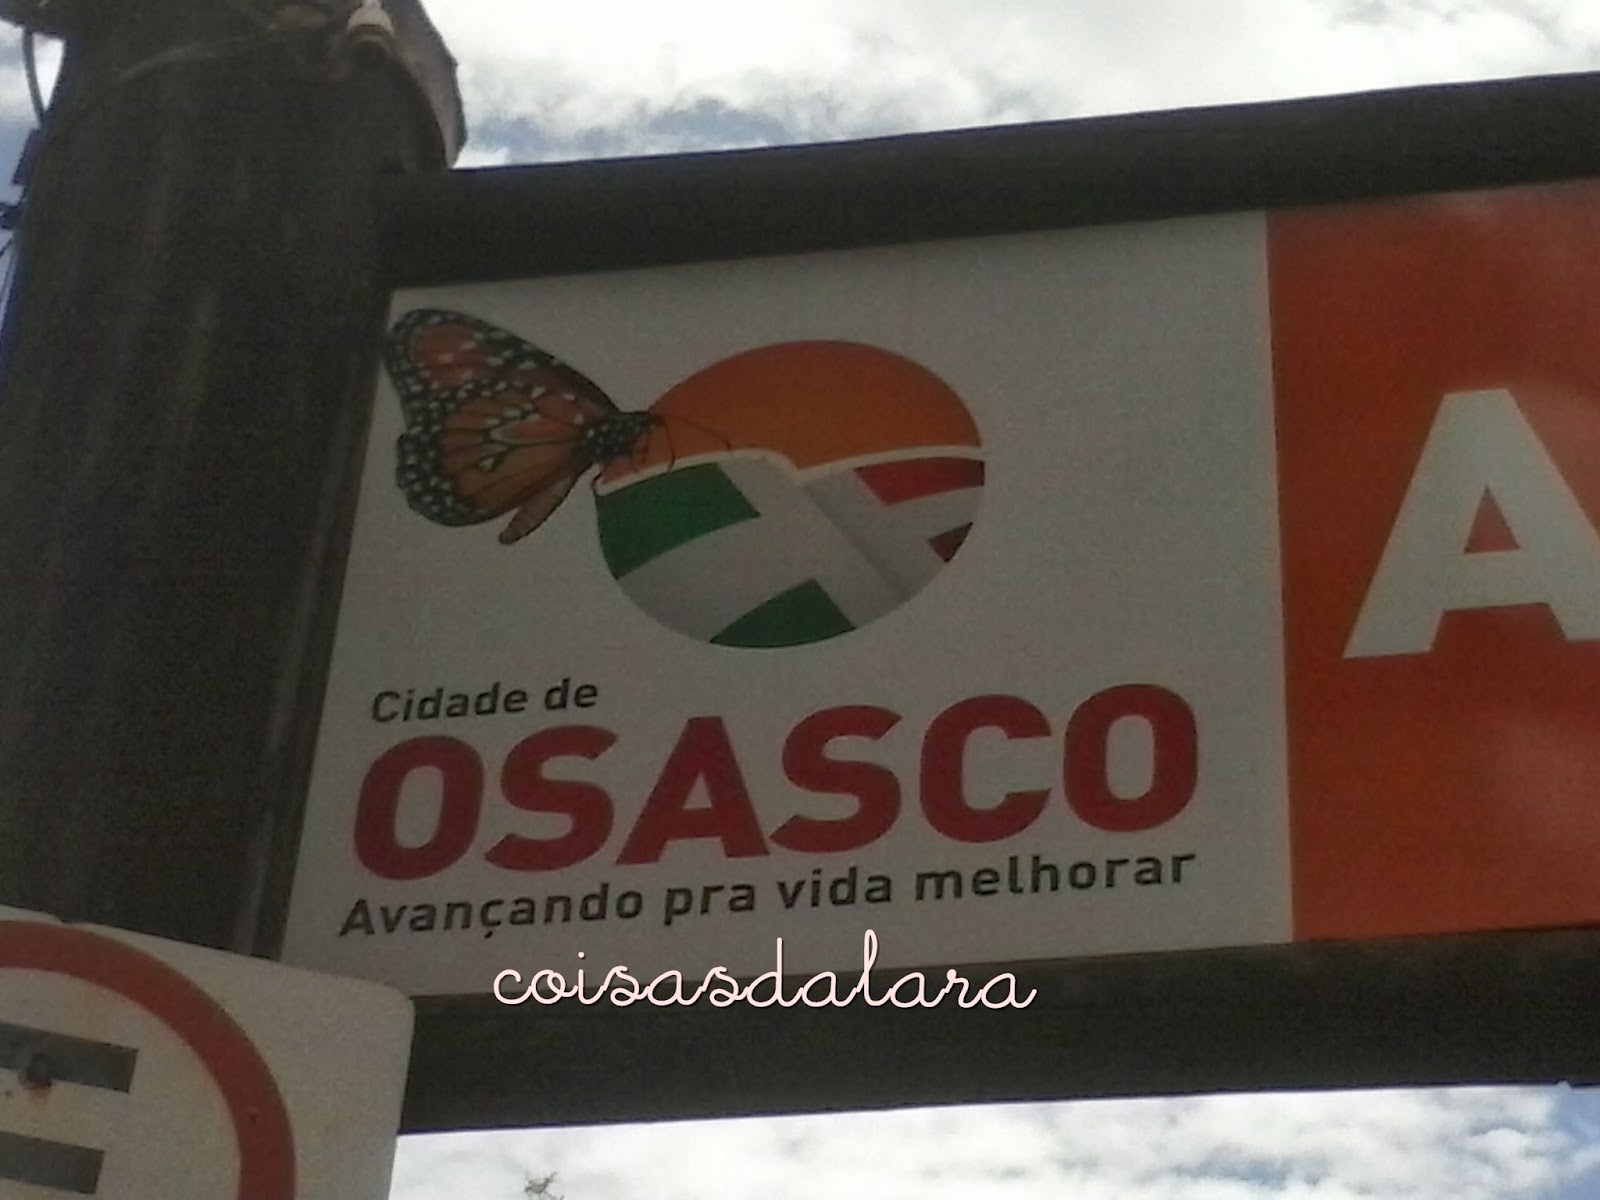 Cidade de
OSASCO
Avançando pra vida melhorar
A
coisasdalara
E